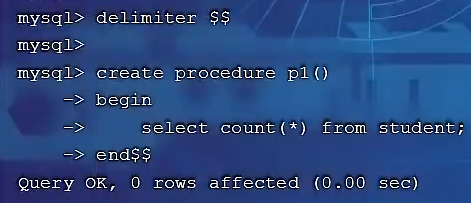 mysql> delimiter $$
mysql>
mysql> create procedure p1()
    -> begin
    ->     select count(*) from student;
    -> end$$
Query OK, 0 rows affected (0.00 sec)